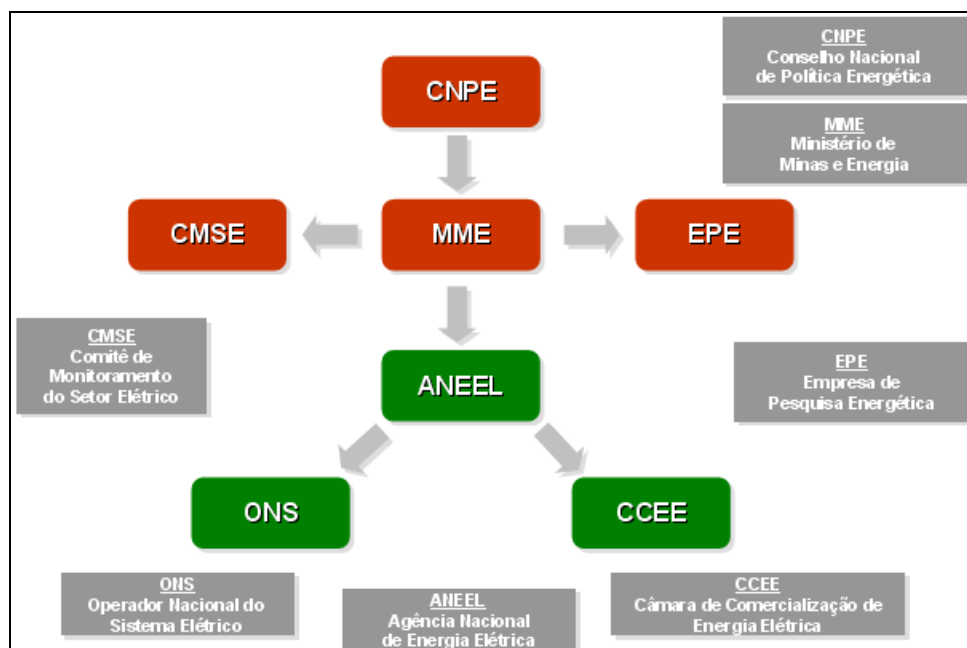 CNPE
CNPE
Conselho Nacional
de Política Energética
MME
Ministério de
Minas e Energia
CMSE
MME
EPE
CMSE
Comitê de
Monitoramento
do Setor Elétrico
ANEEL
EPE
Empresa de
Pesquisa Energética
ONS
CCEE
ONS
Operador Nacional do
Sistema Elétrico
ANEEL
Agência Nacional
de Energia Elétrica
CCEE
Câmara de Comercialização de
Energia Elétrica